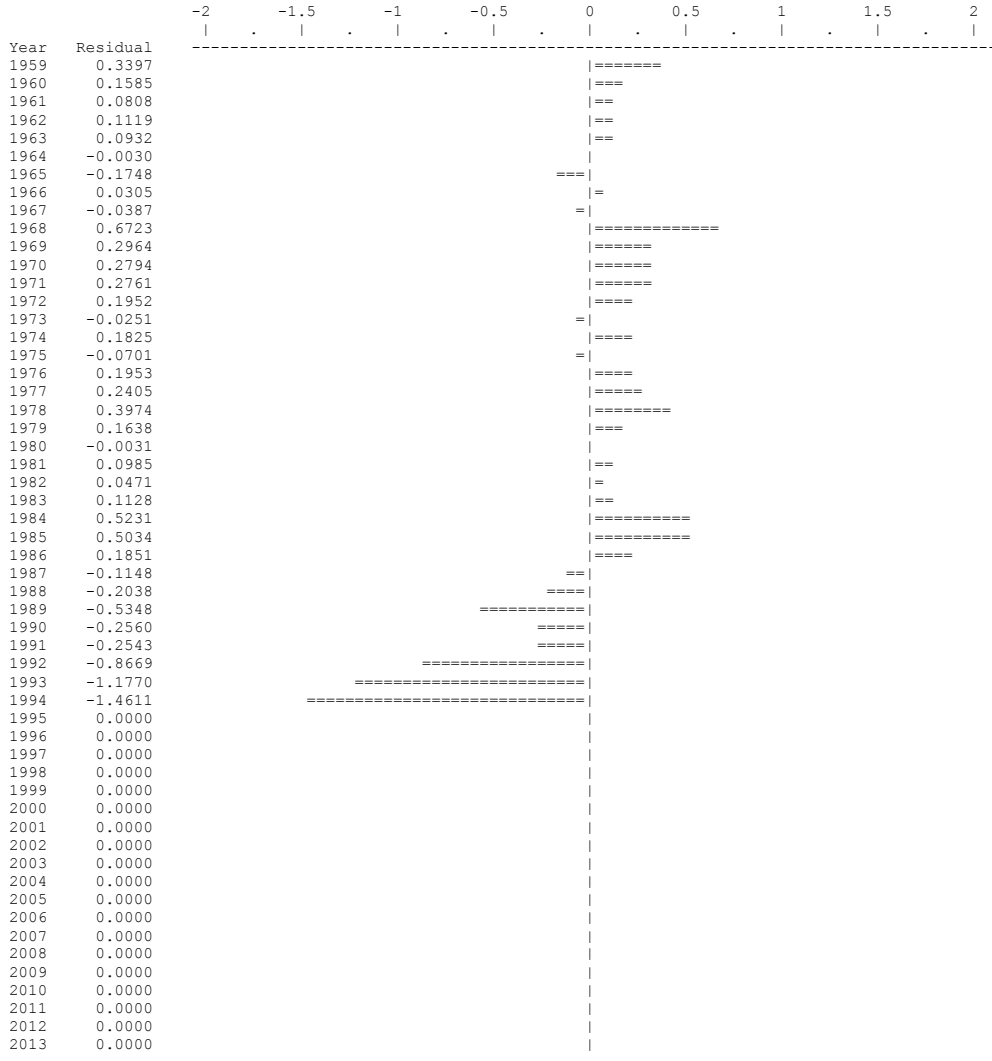 -2 -1.5 -1 -0.5 0 0.5 1 1.5 2
| . | . | . | . | . | . | . | . |
Year Residual ------------------------------------------------------------------------------------
1959 0.3397 |=======
1960 0.1585 |===
1961 0.0808 |==
1962 0.1119 |==
1963 0.0932 |==
1964 -0.0030 |
1965 -0.1748 ===|
1966 0.0305 |=
1967 -0.0387 =|
1968 0.6723 |=============
1969 0.2964 |======
1970 0.2794 |======
1971 0.2761 |======
1972 0.1952 |====
1973 -0.0251 =|
1974 0.1825 |====
1975 -0.0701 =|
1976 0.1953 |====
1977 0.2405 |=====
1978 0.3974 |========
1979 0.1638 |===
1980 -0.0031 |
1981 0.0985 |==
1982 0.0471 |=
1983 0.1128 |==
1984 0.5231 |==========
1985 0.5034 |==========
1986 0.1851 |====
1987 -0.1148 ==|
1988 -0.2038 ====|
1989 -0.5348 ===========|
1990 -0.2560 =====|
1991 -0.2543 =====|
1992 -0.8669 =================|
1993 -1.1770 ========================|
1994 -1.4611 =============================|
1995 0.0000 |
1996 0.0000 |
1997 0.0000 |
1998 0.0000 |
1999 0.0000 |
2000 0.0000 |
2001 0.0000 |
2002 0.0000 |
2003 0.0000 |
2004 0.0000 |
2005 0.0000 |
2006 0.0000 |
2007 0.0000 |
2008 0.0000 |
2009 0.0000 |
2010 0.0000 |
2011 0.0000 |
2012 0.0000 |
2013 0.0000 |